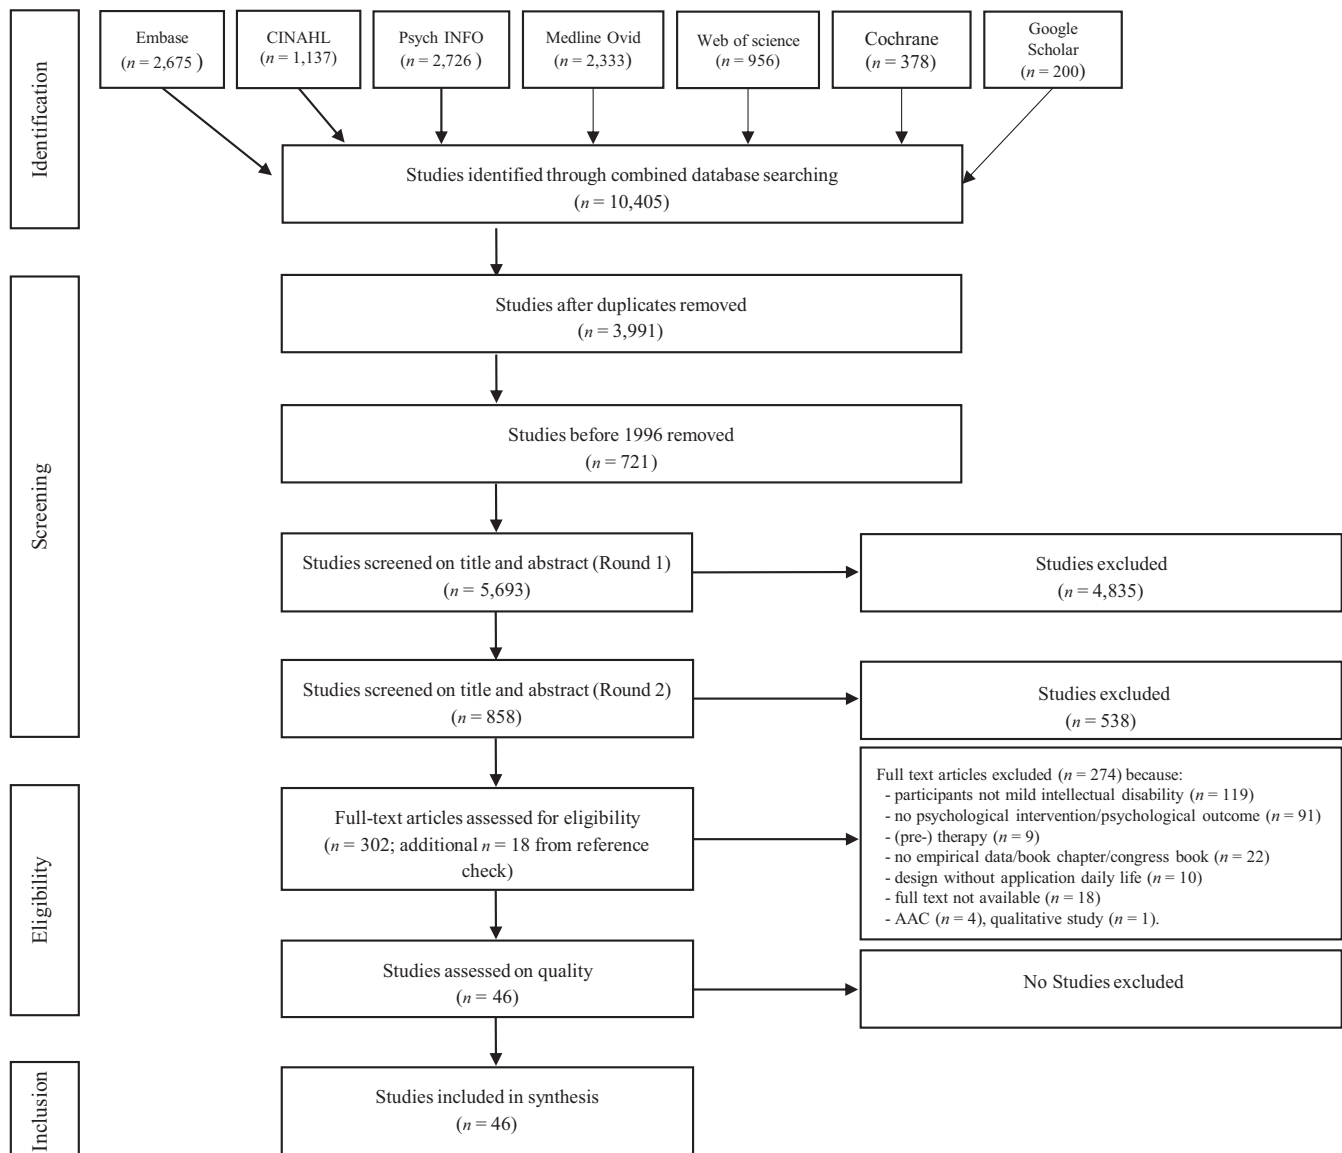 Identification
Embase
(n = 2,675 )
CINAHL
(n = 1,137)
Psych INFO
(n = 2,726 )
Medline Ovid
(n = 2,333)
Web of science
(n = 956)
Cochrane
(n = 378)
Google
Scholar
(n = 200)
Studies identified through combined database searching
(n = 10,405)
Screening
Studies after duplicates removed
(n = 3,991)
Studies before 1996 removed
(n = 721)
Studies screened on title and abstract (Round 1)
(n = 5,693)
Studies excluded
(n = 4,835)
Studies screened on title and abstract (Round 2)
(n = 858)
Studies excluded
(n = 538)
Eligibility
Full-text articles assessed for eligibility
(n = 302; additional n = 18 from reference
check)
Full text articles excluded (n = 274) because:
- participants not mild intellectual disability (n = 119)
- no psychological intervention/psychological outcome (n = 91)
- (pre-) therapy (n = 9)
- no empirical data/book chapter/congress book (n = 22)
- design without application daily life (n = 10)
- full text not available (n = 18)
- AAC (n = 4), qualitative study (n = 1).
Studies assessed on quality
(n = 46)
No Studies excluded
Inclusion
Studies included in synthesis
(n = 46)